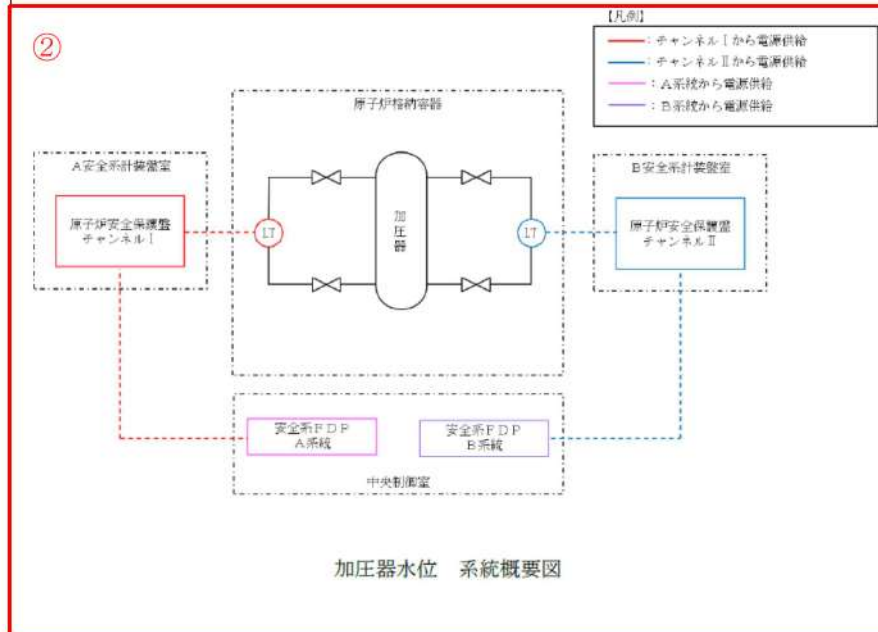 ②
【凡例】
：チャンネルⅠから電源供給
：チャンネルⅡから電源供給
：A系統から電源供給
：B系統から電源供給
原子炉格納容器
A安全系計装盤室
原子炉安全保護盤
チャンネルⅠ
LT
加圧器
LT
B安全系計装盤室
原子炉安全保護盤
チャンネルⅡ
安全系FDP
A系統
安全系FDP
B系統
中央制御室
加圧器水位　系統概要図